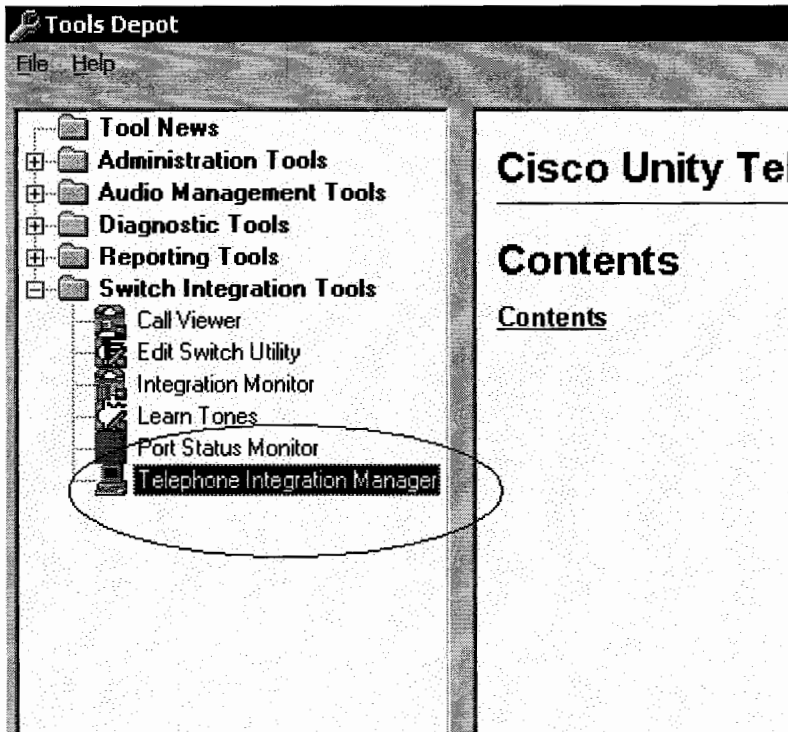 Tools Depot
File Help
Tool News
Administration Tools
Audio Management Tools
Diagnostic Tools
Reporting Tools
Switch Integration Tools
Call Viewer
Edit Switch Utility
Integration Monitor
Learn Tones
Port Status Monitor
Telephone Integration Manager
Cisco Unity Tel
Contents
Contents